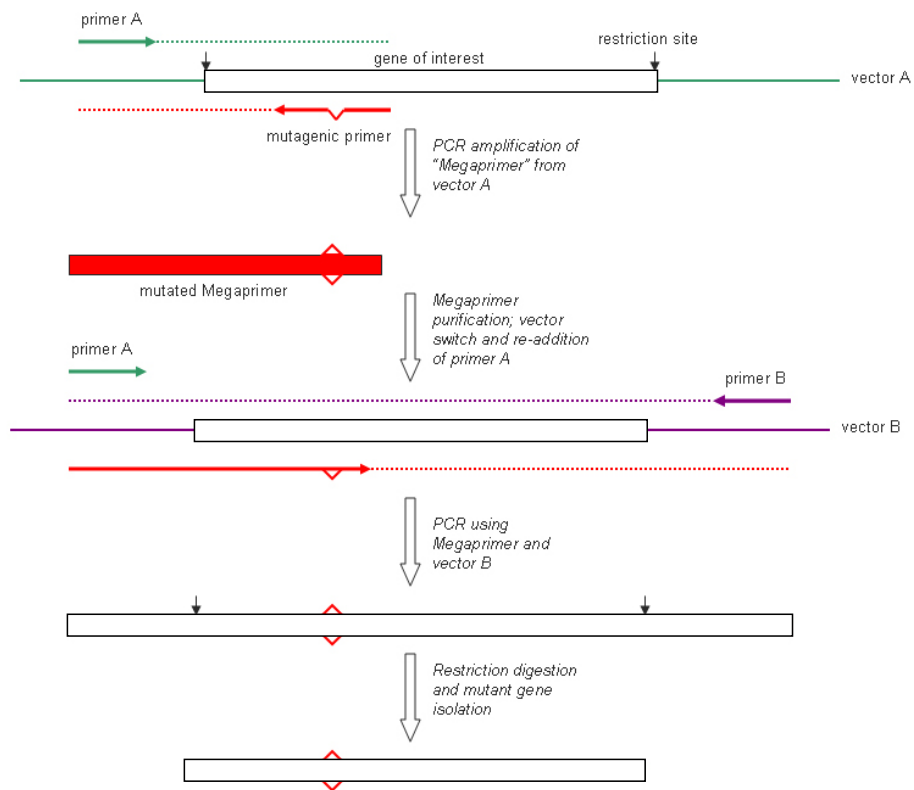 primer A
restriction site
gene of interest
vector A
mutagenic primer
PCR amplification of
"Megaprimer" from
vector A
mutated Megaprimer
Megaprimer
purification; vector
switch and re-addition
of primer A
primer A
primer B
vector B
PCR using
Megaprimer and
vector B
Restriction digestion
and mutant gene
isolation